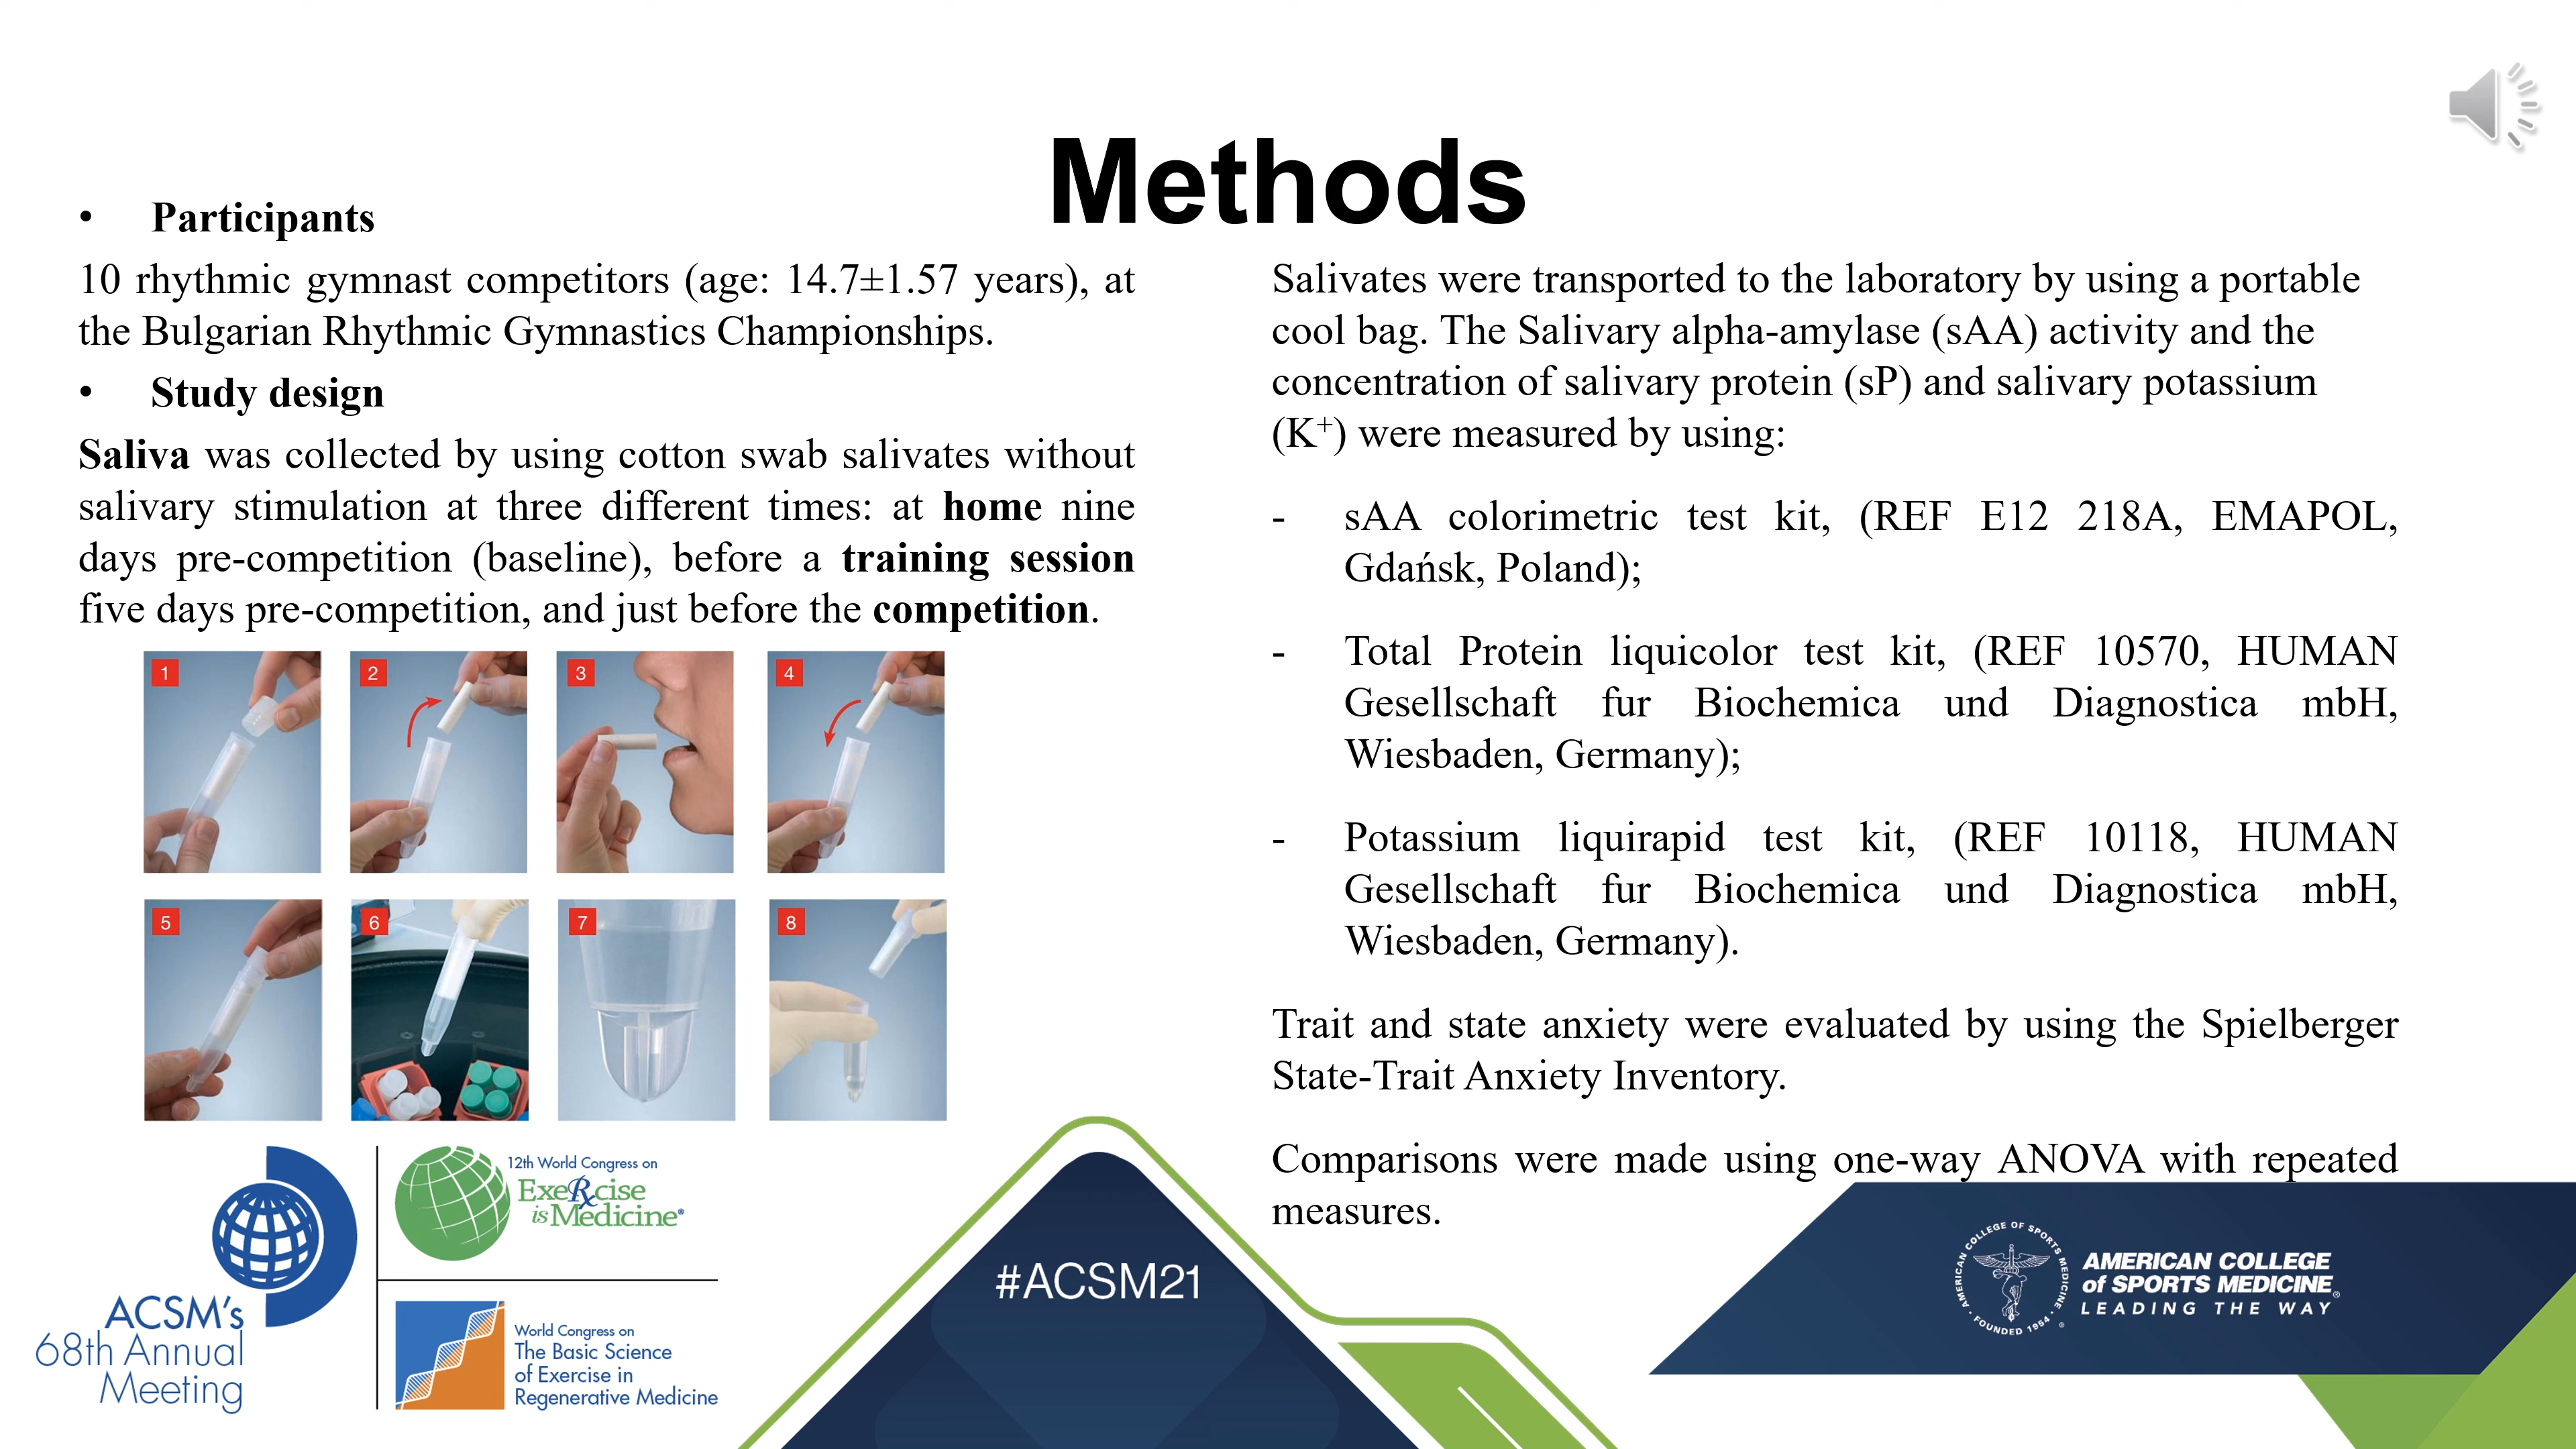 Methods
• Participants
10 rhythmic gymnast competitors (age: 14.7±1.57 years), at
the Bulgarian Rhythmic Gymnastics Championships.
• Study design
Saliva was collected by using cotton swab salivates without
salivary stimulation at three different times: at home nine
days pre-competition (baseline), before a training session
five days pre-competition, and just before the competition.
1
2
3
4
5
6
7
8
Salivates were transported to the laboratory by using a portable
cool bag. The Salivary alpha-amylase (sAA) activity and the
concentration of salivary protein (sP) and salivary potassium
(K⁺) were measured by using:
- sAA colorimetric test kit, (REF E12 218A, EMAPOL,
Gdańsk, Poland);
- Total Protein liquicolor test kit, (REF 10570, HUMAN
Gesellschaft fur Biochemica und Diagnostica mbH,
Wiesbaden, Germany);
- Potassium liquirapid test kit, (REF 10118, HUMAN
Gesellschaft fur Biochemica und Diagnostica mbH,
Wiesbaden, Germany).
Trait and state anxiety were evaluated by using the Spielberger
State-Trait Anxiety Inventory.
Comparisons were made using one-way ANOVA with repeated
measures.
ACSM's
68th Annual
Meeting
12th World Congress on
ExeRxcise
is Medicine®
World Congress on
The Basic Science
of Exercise in
Regenerative Medicine
#ACSM21
AMERICAN COLLEGE OF SPORTS MEDICINE
FOUNDED 1954
AMERICAN COLLEGE
of SPORTS MEDICINE®
LEADING THE WAY